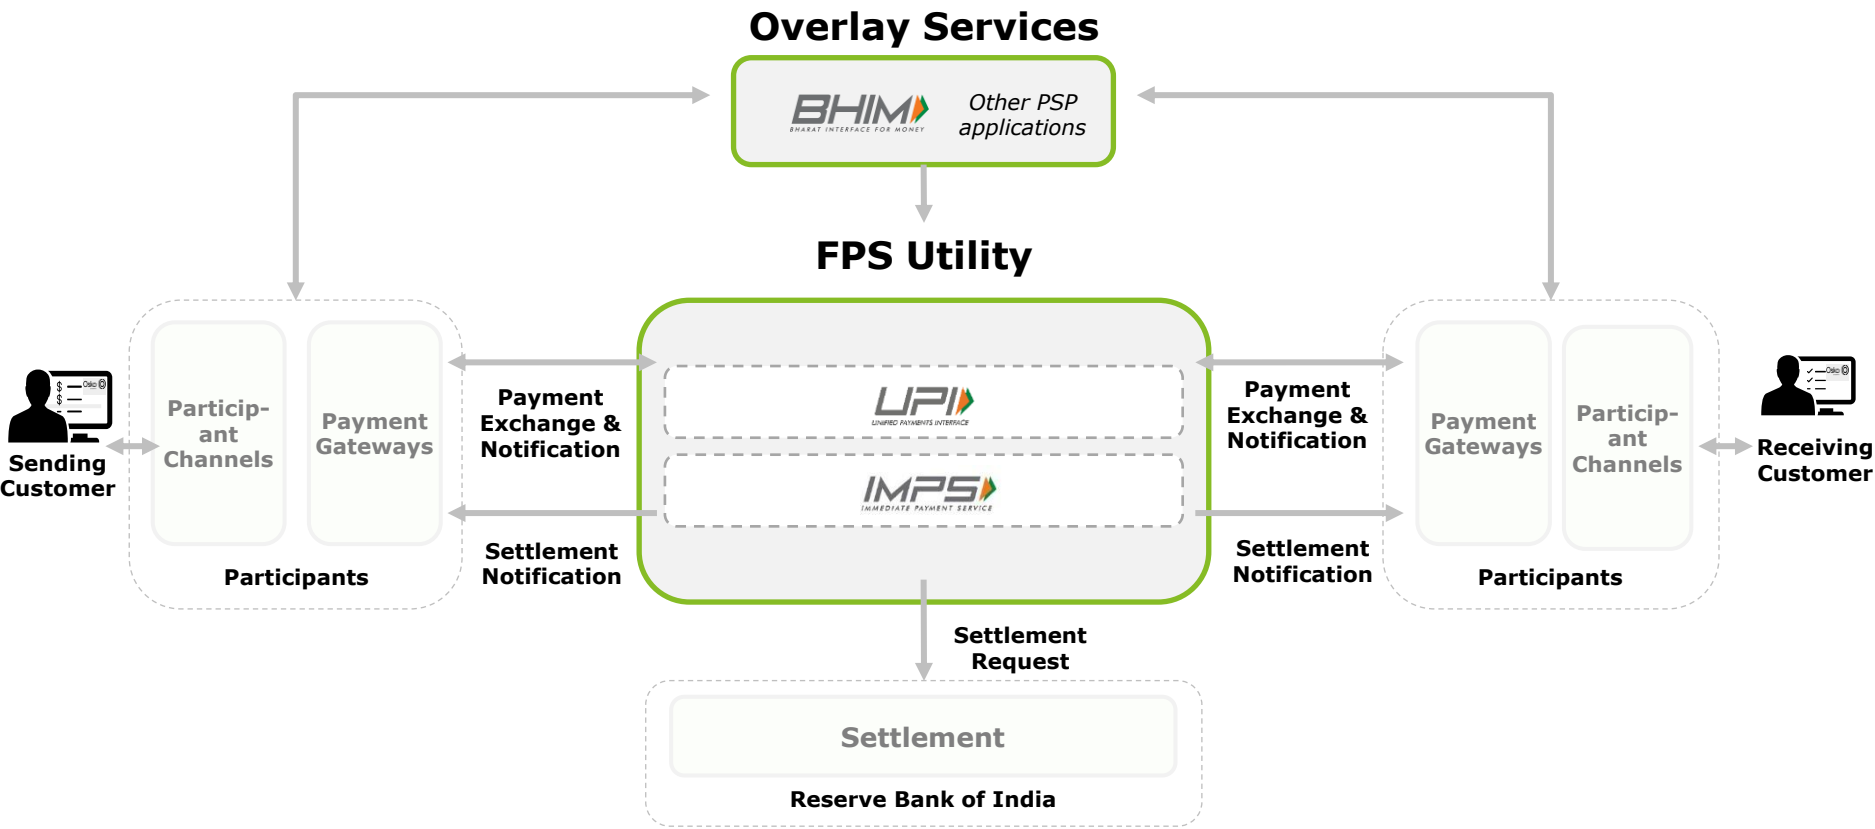 Overlay Services
BHIM
BHARAT INTERFACE FOR MONEY
Other PSP
applications
FPS Utility
Particip-
ant
Channels
Payment
Gateways
Participants
$
$
Osko
Sending
Customer
Payment
Exchange &
Notification
Settlement
Notification
UPI
UNIFIED PAYMENTS INTERFACE
IMPS
IMMEDIATE PAYMENT SERVICE
Payment
Exchange &
Notification
Settlement
Notification
Payment
Gateways
Particip-
ant
Channels
Participants
Osko
Receiving
Customer
Settlement
Request
Settlement
Reserve Bank of India